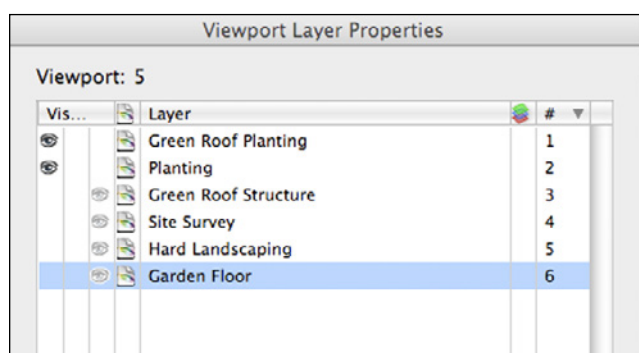 Viewport Layer Properties
Viewport: 5
Vis... Layer #
Green Roof Planting 1
Planting 2
Green Roof Structure 3
Site Survey 4
Hard Landscaping 5
Garden Floor 6